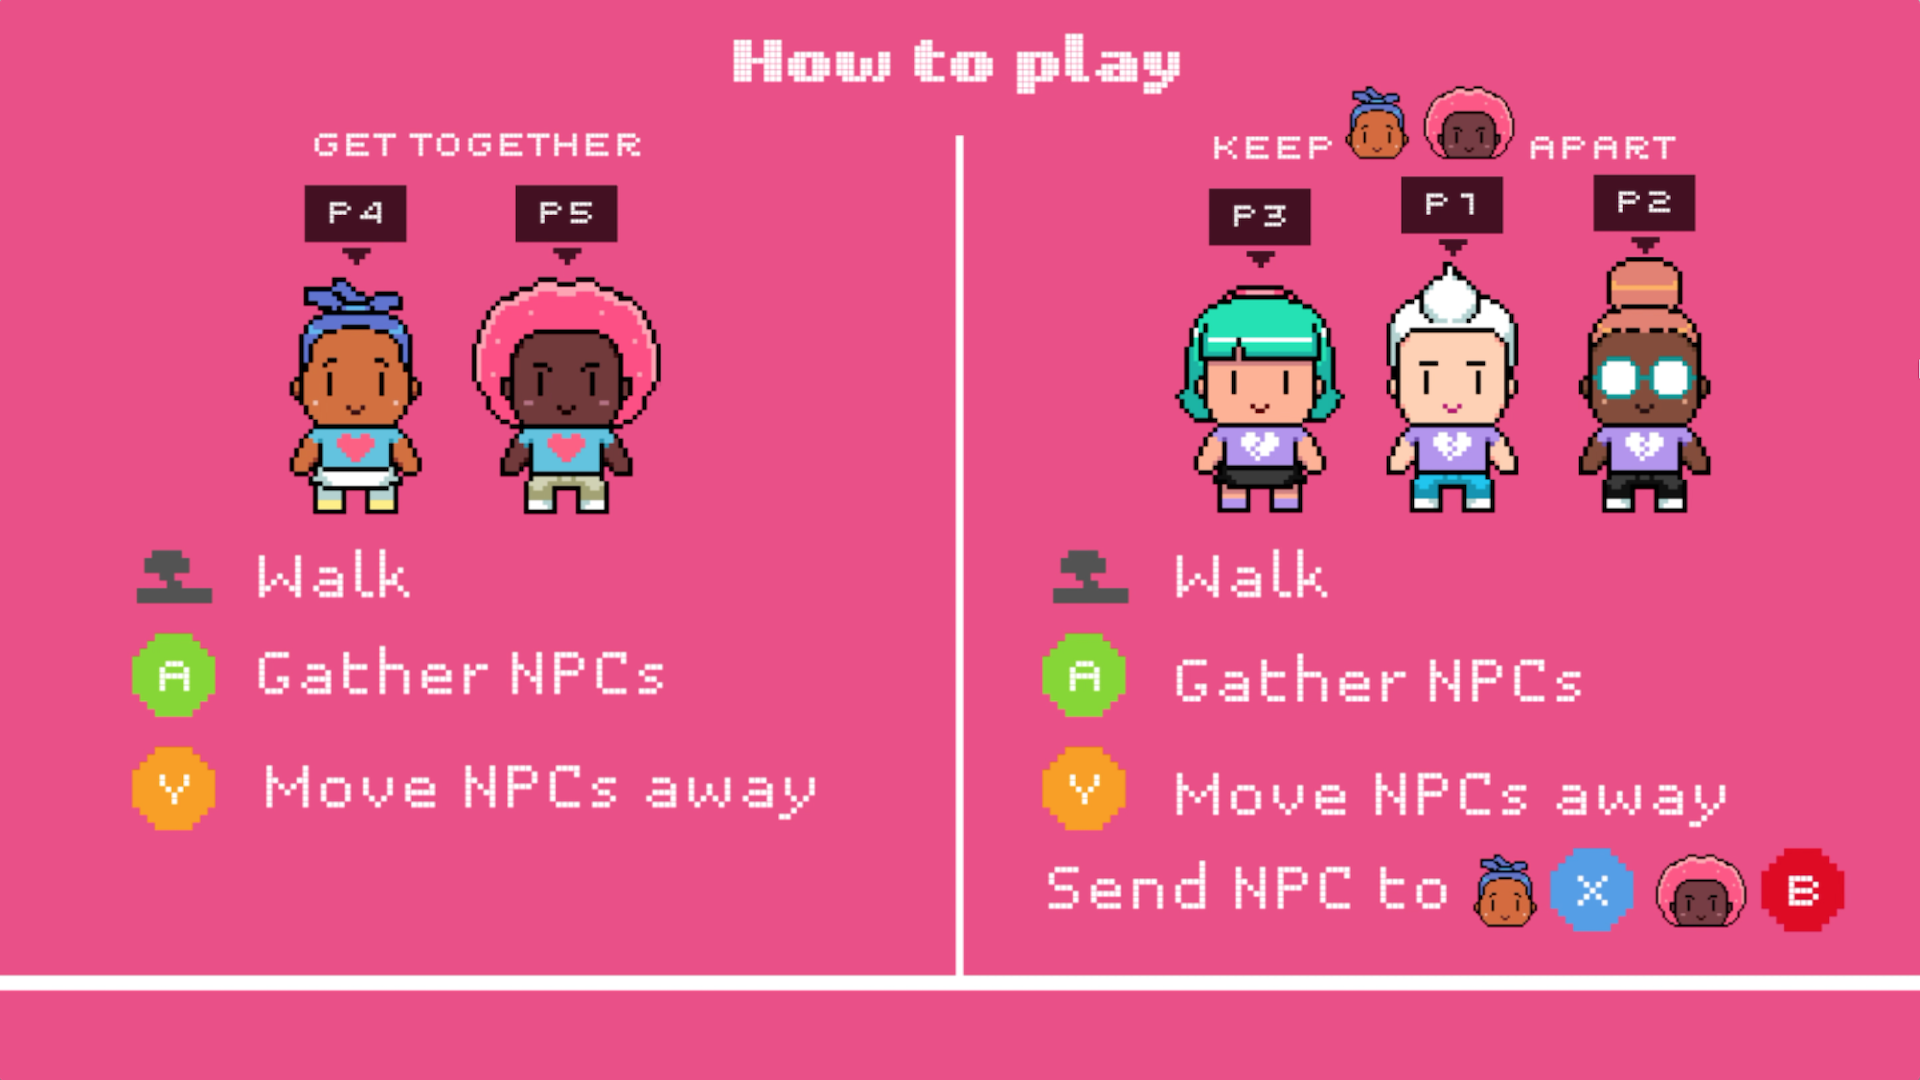 How to play
GET TOGETHER
P4 P5
Walk
A Gather NPCs
Y Move NPCs away
KEEP APART
P3 P1 P2
Walk
A Gather NPCs
Y Move NPCs away
Send NPC to X B